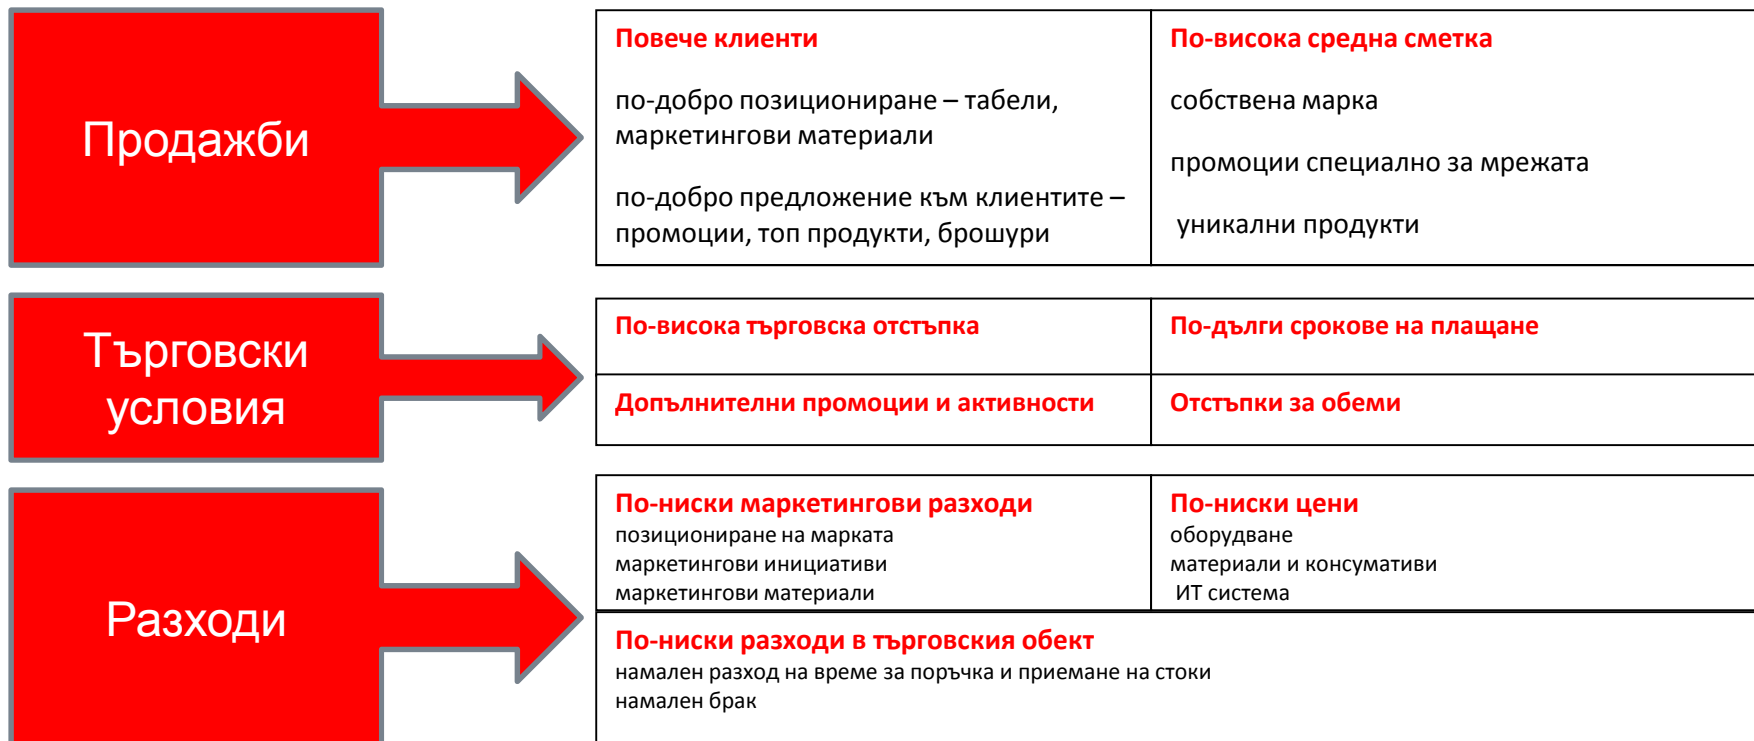 Продажби
Повече клиенти
по-добро позициониране – табели,
маркетингови материали
по-добро предложение към клиентите –
промоции, топ продукти, брошури
По-висока средна сметка
собствена марка
промоции специално за мрежата
уникални продукти
Търговски
условия
По-висока търговска отстъпка
По-дълги срокове на плащане
Допълнителни промоции и активности
Отстъпки за обеми
Разходи
По-ниски маркетингови разходи
позициониране на марката
маркетингови инициативи
маркетингови материали
По-ниски цени
оборудване
материали и консумативи
ИТ система
По-ниски разходи в търговския обект
намален разход на време за поръчка и приемане на стоки
намален брак